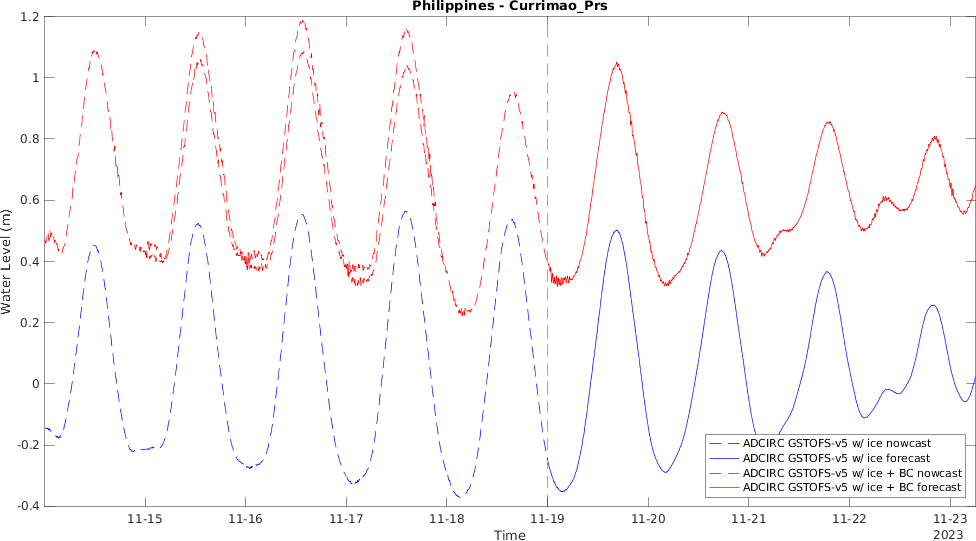 Philippines - Currimao_Prs
1.2
1
0.8
0.6
0.4
0.2
0
-0.2
-0.4
Water Level (m)
ADCIRC GSTOFS-v5 w/ ice nowcast
ADCIRC GSTOFS-v5 w/ ice forecast
ADCIRC GSTOFS-v5 w/ ice + BC nowcast
ADCIRC GSTOFS-v5 w/ ice + BC forecast
11-15
11-16
11-17
11-18
11-19
11-20
11-21
11-22
11-23
Time
2023